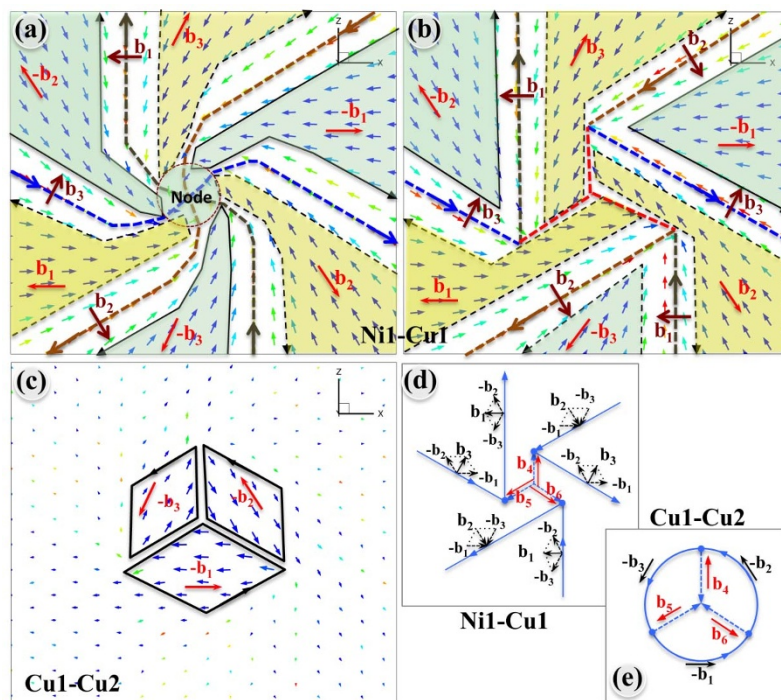 (a)
b₃
z
x
-b₂
b₁
-b₁
Node
b₃
b₁
b₂
b₂
-b₃
(b)
b₃
b₂
z
x
-b₂
b₁
-b₁
b₃
b₃
b₁
b₂
b₂
-b₃
b₁
Ni1-Cu1
(c)
z
x
-b₃
-b₂
-b₁
Cu1-Cu2
(d)
-b₂
b₁
-b₃
b₂
-b₃
-b₁
-b₂
b₃
-b₁
b₄
b₅
b₆
-b₂
b₃
-b₁
b₂
-b₃
-b₁
-b₂
b₁
-b₃
Ni1-Cu1
Cu1-Cu2
-b₃
-b₂
b₄
b₅
b₆
-b₁
(e)